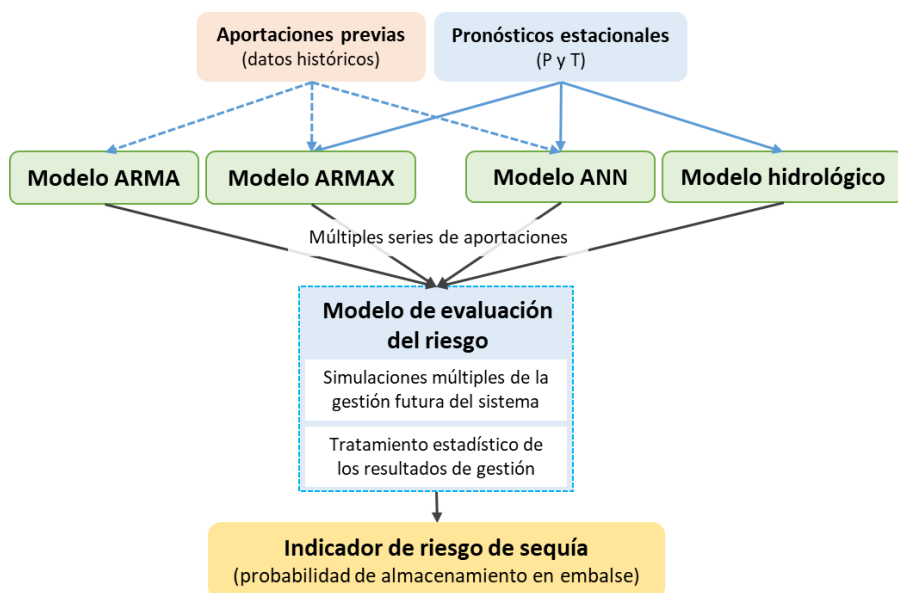 Aportaciones previas
(datos históricos)
Pronósticos estacionales
(P y T)
Modelo ARMA
Modelo ARMAX
Modelo ANN
Modelo hidrológico
Múltiples series de aportaciones
Modelo de evaluación
del riesgo
Simulaciones múltiples de la
gestión futura del sistema
Tratamiento estadístico de
los resultados de gestión
Indicador de riesgo de sequía
(probabilidad de almacenamiento en embalse)